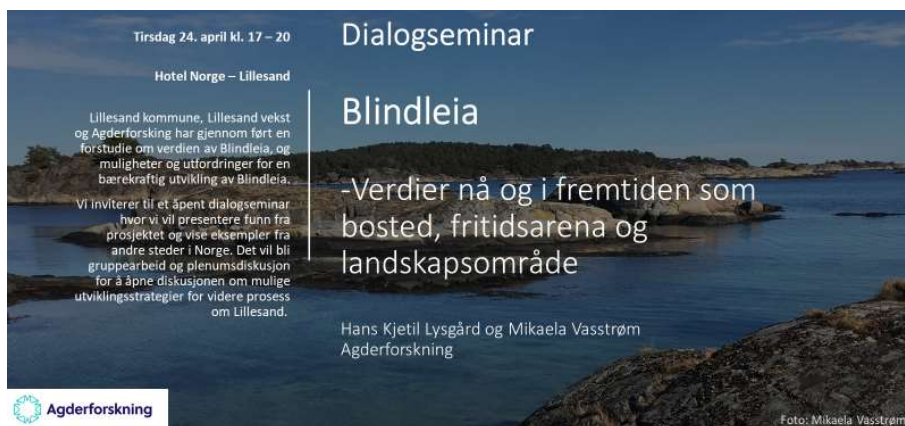 Tirsdag 24. april kl. 17 – 20
Hotel Norge – Lillesand
Lillesand kommune, Lillesand vekst
og Agderforsking har gjennom ført en
forstudie om verdien av Blindleia, og
muligheter og utfordringer for en
bærekraftig utvikling av Blindleia.
Vi inviterer til et åpent dialogseminar
hvor vi vil presentere funn fra
prosjektet og vise eksempler fra
andre steder i Norge. Det vil bli
gruppearbeid og plenumsdiskusjon
for å åpne diskusjonen om mulige
utviklingsstrategier for videre prosess
om Lillesand.
Dialogseminar
Blindleia
-Verdier nå og i fremtiden som
bosted, fritidsarena og
landskapsområde
Hans Kjetil Lysgård og Mikaela Vasstrøm
Agderforskning
Agderforskning
Foto: Mikaela Vasstrøm